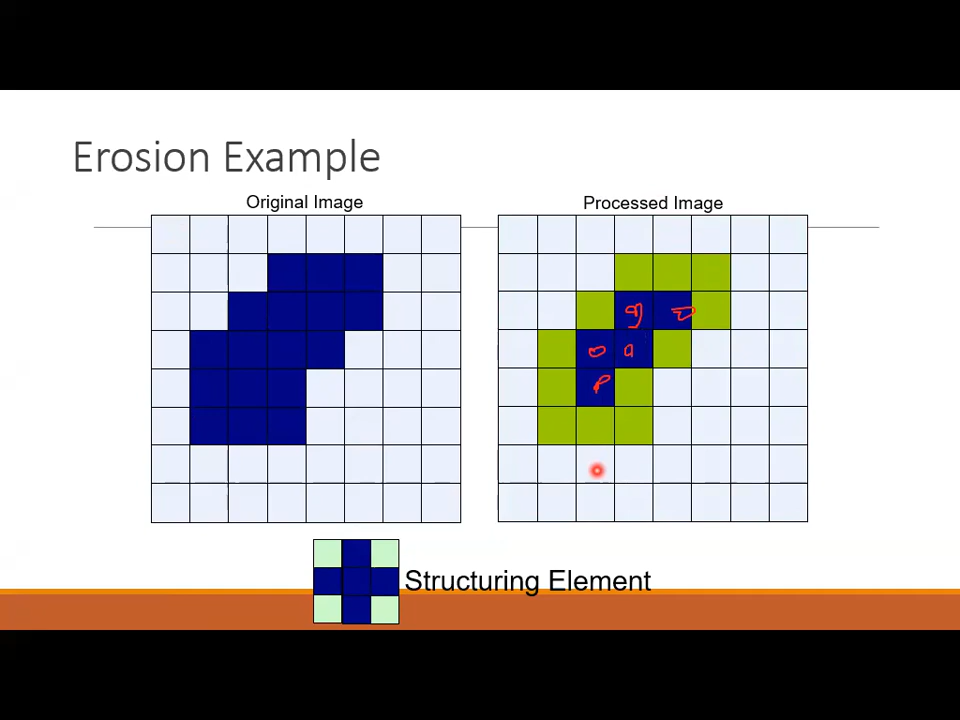 Erosion Example
Original Image
Processed Image
Structuring Element